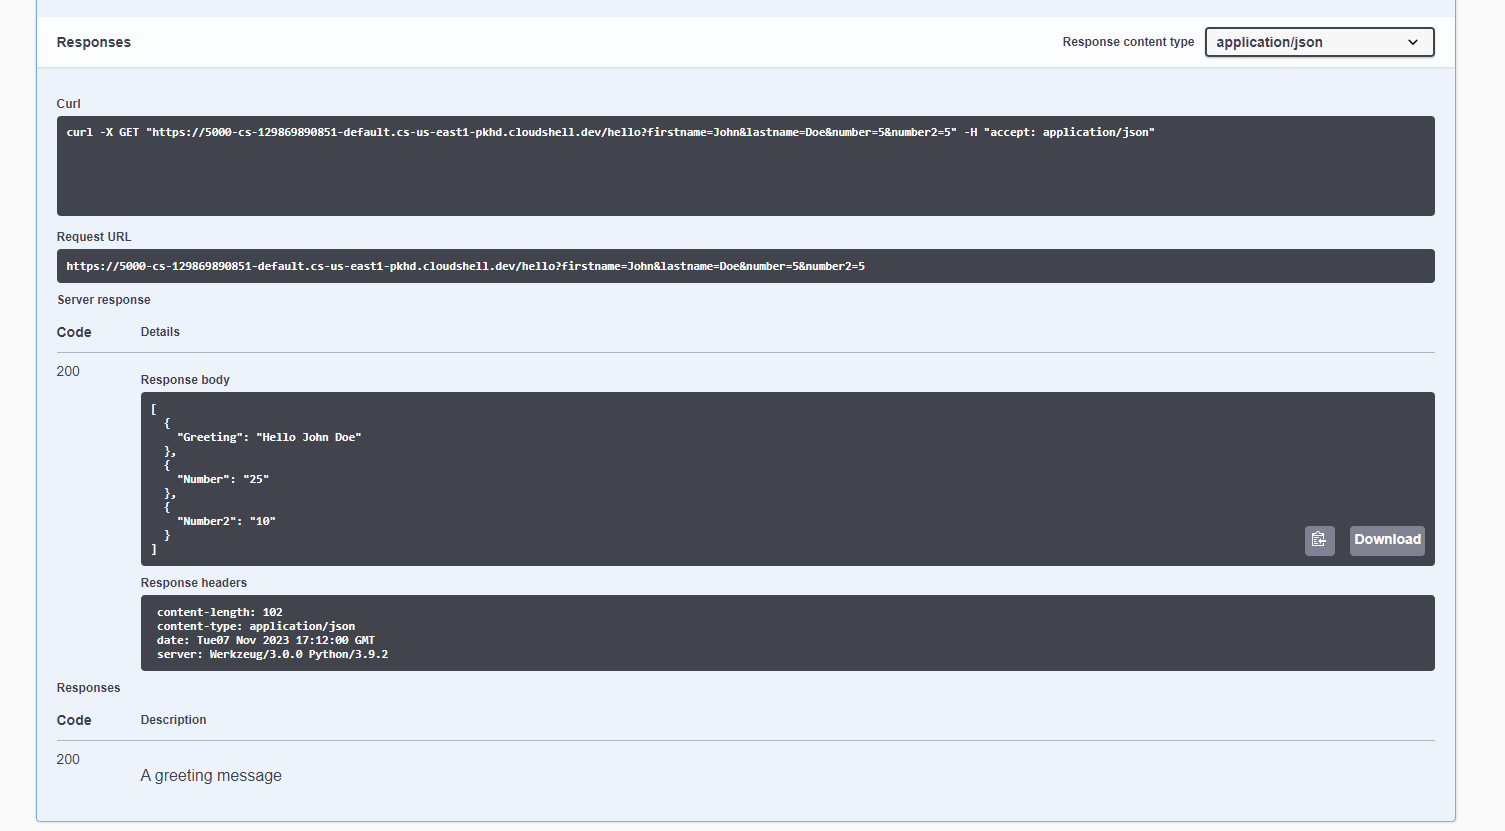 Responses
Response content type
application/json
Curl
curl -X GET "https://5000-cs-129869890851-default.cs-us-east1-pkhd.cloudshell.dev/hello?firstname=John&lastname=Doe&number=5&number2=5" -H "accept: application/json"
Request URL
https://5000-cs-129869890851-default.cs-us-east1-pkhd.cloudshell.dev/hello?firstname=John&lastname=Doe&number=5&number2=5
Server response
Code Details
200
Response body
[
  {
    "Greeting": "Hello John Doe"
  },
  {
    "Number": "25"
  },
  {
    "Number2": "10"
  }
]
Download
Response headers
content-length: 102
content-type: application/json
date: Tue07 Nov 2023 17:12:00 GMT
server: Werkzeug/3.0.0 Python/3.9.2
Responses
Code Description
200
A greeting message